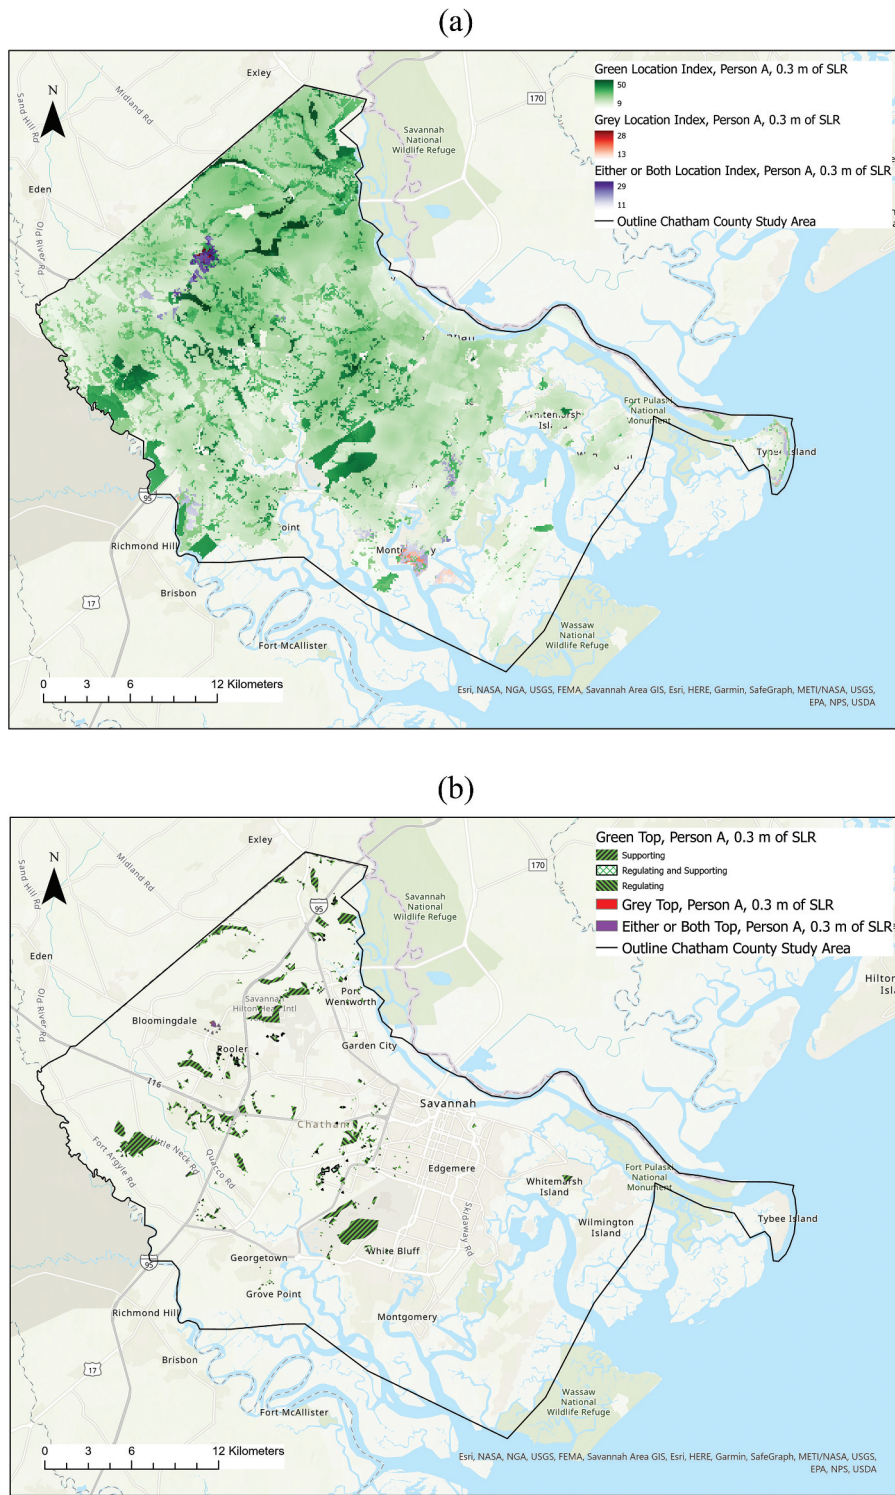 (a)
Exley
Midland Rd
Sand Hill Rd
N
170
Savannah
National
Wildlife Refuge
Eden
Old River Rd
Green Location Index, Person A, 0.3 m of SLR
50
9
Grey Location Index, Person A, 0.3 m of SLR
28
13
Either or Both Location Index, Person A, 0.3 m of SLR
29
11
Outline Chatham County Study Area
Fort Pulaski
National
Monument
95
Richmond Hill
17
Brisbon
Fort McAllister
Wassaw
National
Wildlife Refuge
0 3 6 12 Kilometers
Esri, NASA, NGA, USGS, FEMA, Savannah Area GIS, Esri, HERE, Garmin, SafeGraph, METI/NASA, USGS,
EPA, NPS, USDA
(b)
Exley
Midland Rd
Sand Hill Rd
N
95
170
Savannah
National
Wildlife Refuge
Eden
Old River Rd
Green Top, Person A, 0.3 m of SLR
Supporting
Regulating and Supporting
Regulating
Grey Top, Person A, 0.3 m of SLR
Either or Both Top, Person A, 0.3 m of SLR
Outline Chatham County Study Area
Port
Wentworth
Bloomingdale
Pooler
Garden City
I16
Savannah
Chatham
Little Neck Rd
Fort Argyle Rd
Quacco Rd
Edgemere
Whitemarsh
Island
Fort Pulaski
National
Monument
Skidaway Rd
Wilmington
Island
Tybee Island
Georgetown
White Bluff
95
Grove Point
Richmond Hill
Montgomery
Brisbon
17
Fort McAllister
Wassaw
National
Wildlife Refuge
0 3 6 12 Kilometers
Esri, NASA, NGA, USGS, FEMA, Savannah Area GIS, Esri, HERE, Garmin, SafeGraph, METI/NASA, USGS,
EPA, NPS, USDA